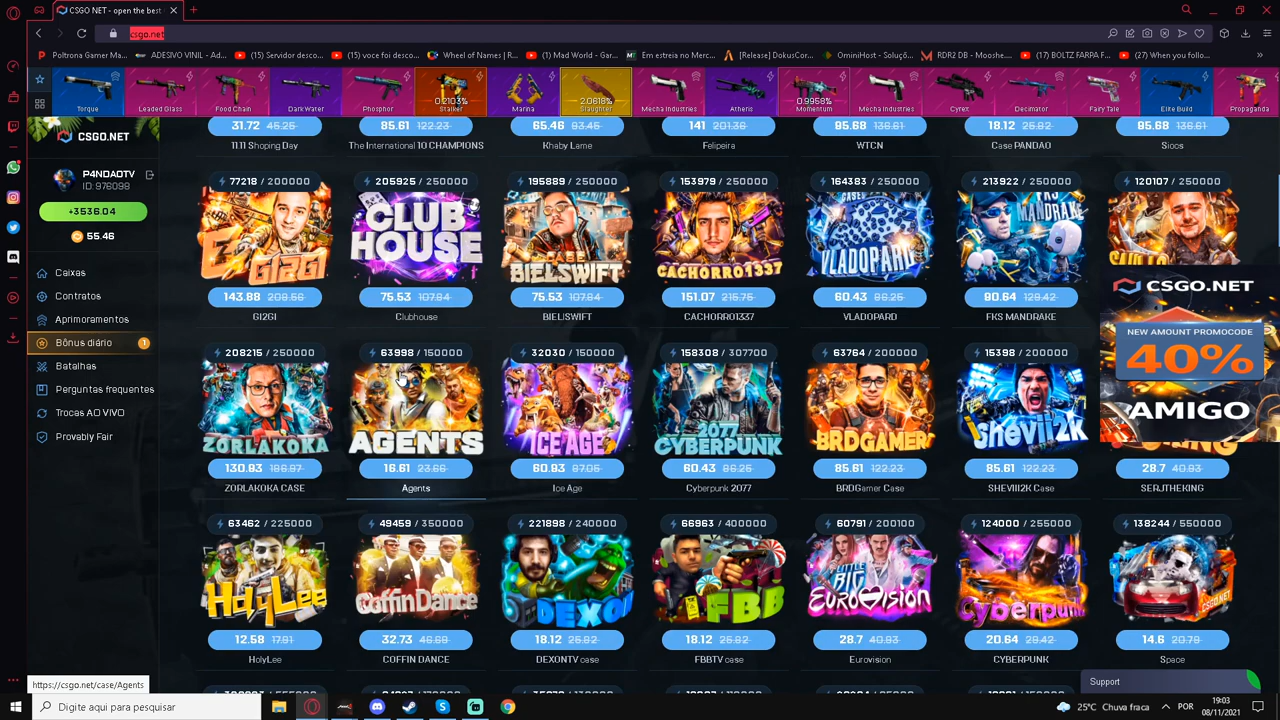 CSGO NET - open the best
csgo.net
Poltrona Gamer Ma...
ADESIVO VINIL - Ad...
(15) Servidor desco...
(15) voce foi desco...
Wheel of Names | R...
(1) Mad World - Gar...
Em estreia no Merc...
[Release] DokusCor...
OminiHost - Soluçõ...
RDR2 DB - Mooshe...
(17) BOLTZ FARPA F...
(27) When you follo...
0.2103%
2.0618%
0.9958%
Torque
Leaded Glass
Food Chain
Dark Water
Phosphor
Stalker
Marina
Slaughter
Mecha Industries
Atheris
Momentum
Mecha Industries
Cyrex
Decimator
Fairy Tale
Elite Build
Propaganda
CSGO.NET
P4NDAOTV
ID: 976098
+3536.04
55.46
Caixas
Contratos
Aprimoramentos
Bônus diário 1
Batalhas
Perguntas frequentes
Trocas AO VIVO
Provably Fair
31.72 45.25
85.61 122.23
65.46 93.45
141 201.36
95.68 136.61
18.12 25.82
95.68 136.61
11.11 Shoping Day
The International 10 CHAMPIONS
Khaby Lame
Felipeira
WTCN
Case PANDAO
Siocs
77218 / 200000
205925 / 250000
195889 / 250000
153979 / 250000
164383 / 250000
213922 / 250000
120107 / 250000
GIZGI
CLUB HOUSE
CASE BIELSWIFT
CACHORRO1337
CASE VLADOPARD
FKS MANDRAKE
143.88 208.56
75.53 107.84
75.53 107.84
151.07 215.75
60.43 86.25
90.64 129.42
GIZGI
Clubhouse
BIELSWIFT
CACHORRO1337
VLADOPARD
FKS MANDRAKE
CSGO.NET
NEW AMOUNT PROMOCODE
40%
AMIGO
208215 / 250000
63998 / 150000
32030 / 150000
158308 / 307700
63764 / 200000
15398 / 200000
ZORLAKOKA
AGENTS
ICE AGE
2077 CYBERPUNK
BRDGAMER
Shevii2k
130.83 186.87
16.61 23.66
60.83 87.05
60.43 86.25
85.61 122.23
85.61 122.23
28.7 40.93
ZORLAKOKA CASE
Agents
Ice Age
Cyberpunk 2077
BRDGamer Case
SHEVII2K Case
SERJTHEKING
63462 / 225000
49459 / 350000
221898 / 240000
66963 / 400000
60791 / 200100
124000 / 255000
138244 / 550000
HolyLee
Coffin Dance
DEXON
FBB
LITTLE BIG EUROVISION
Cyberpunk
CSGO.NET
12.58 17.91
32.73 46.69
18.12 25.82
18.12 25.82
28.7 40.93
20.64 29.42
14.6 20.79
HolyLee
COFFIN DANCE
DEXONTV case
FBBTV case
Eurovision
CYBERPUNK
Space
https://csgo.net/case/Agents
Support
Digite aqui para pesquisar
25°C Chuva fraca
POR
19:03
08/11/2021